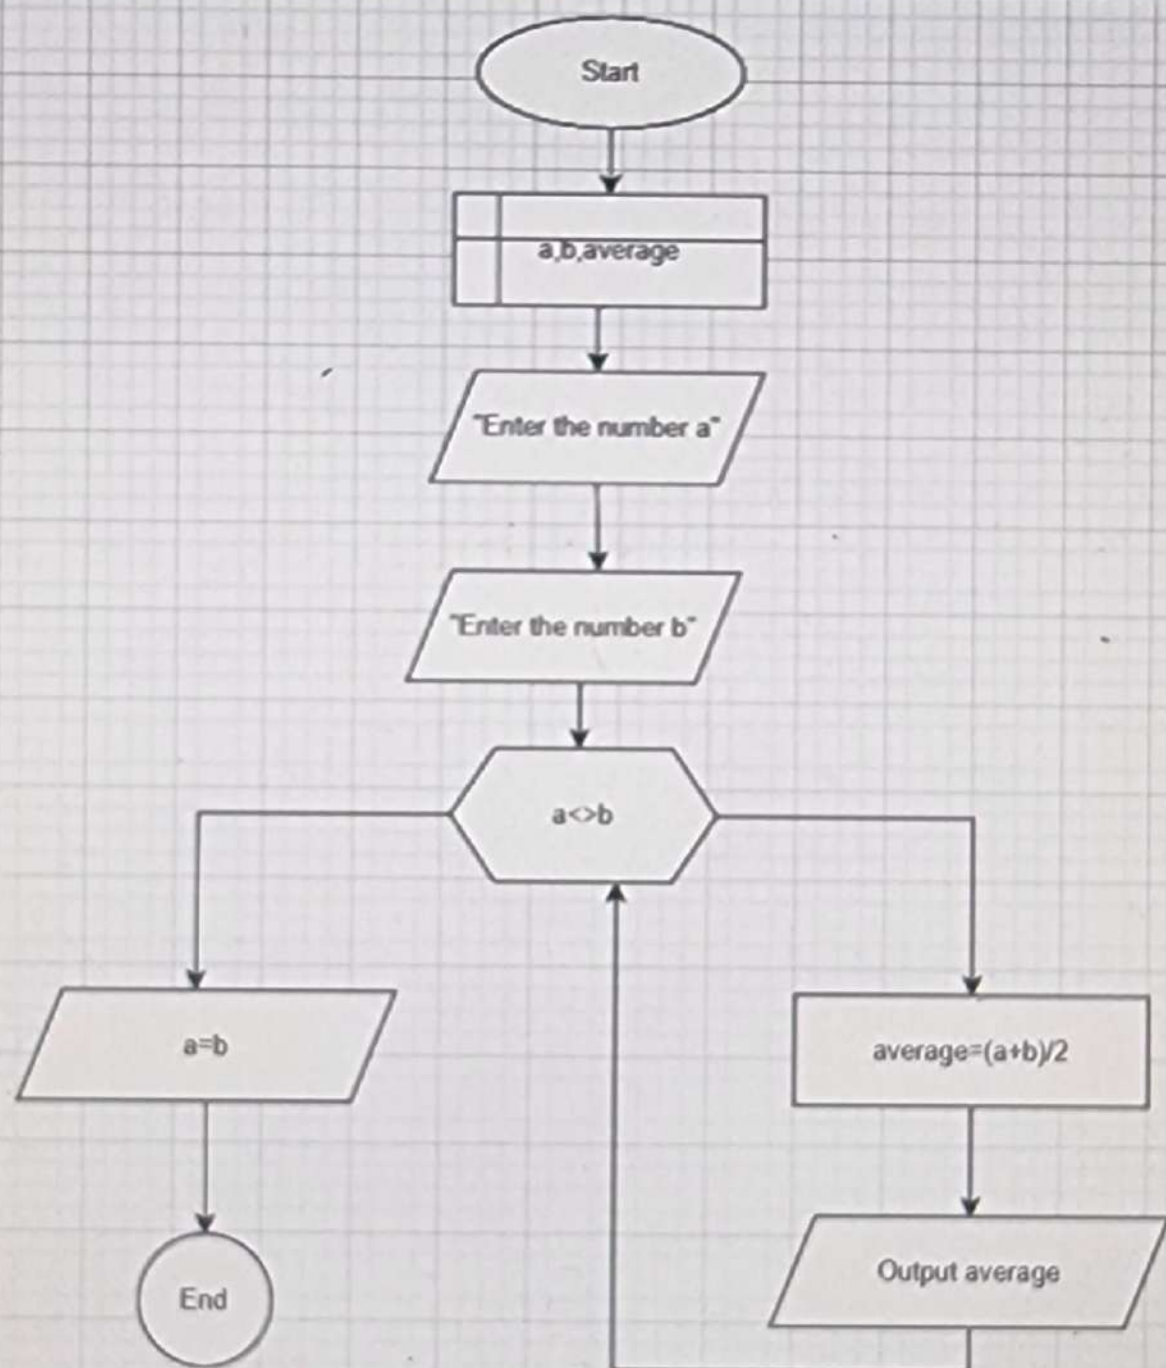 Start
a,b,average
"Enter the number a"
"Enter the number b"
a<>b
a=b
average=(a+b)/2
End
Output average